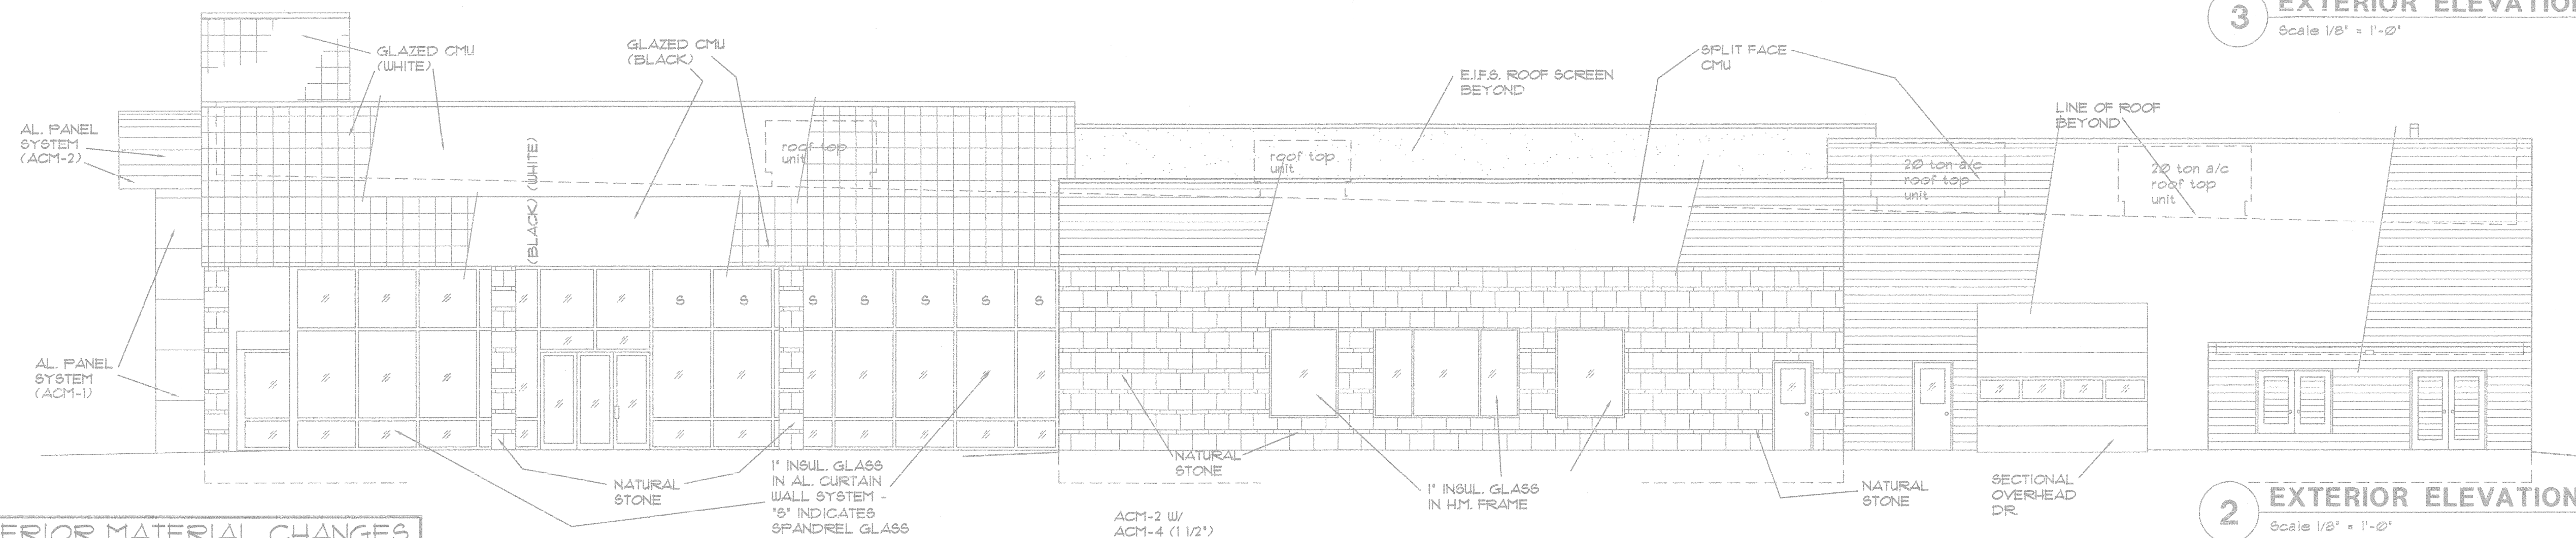 3
EXTERIOR ELEVATION
Scale 1/8" = 1'-0"
GLAZED CMU
(WHITE)
GLAZED CMU
(BLACK)
SPLIT FACE
CMU
E.I.F.S. ROOF SCREEN
BEYOND
LINE OF ROOF
BEYOND
AL. PANEL
SYSTEM
(ACM-2)
(WHITE)
(BLACK)
roof top
unit
roof top
unit
20 ton a/c
roof top
unit
20 ton a/c
roof top
unit
S S S S S S S
AL. PANEL
SYSTEM
(ACM-1)
NATURAL
STONE
1" INSUL. GLASS
IN AL. CURTAIN
WALL SYSTEM -
"S" INDICATES
SPANDREL GLASS
NATURAL
STONE
ACM-2 W/
ACM-4 (1 1/2")
1" INSUL. GLASS
IN H.M. FRAME
NATURAL
STONE
SECTIONAL
OVERHEAD
DR.
2
EXTERIOR ELEVATION
Scale 1/8" = 1'-0"
ERIOR MATERIAL CHANGES